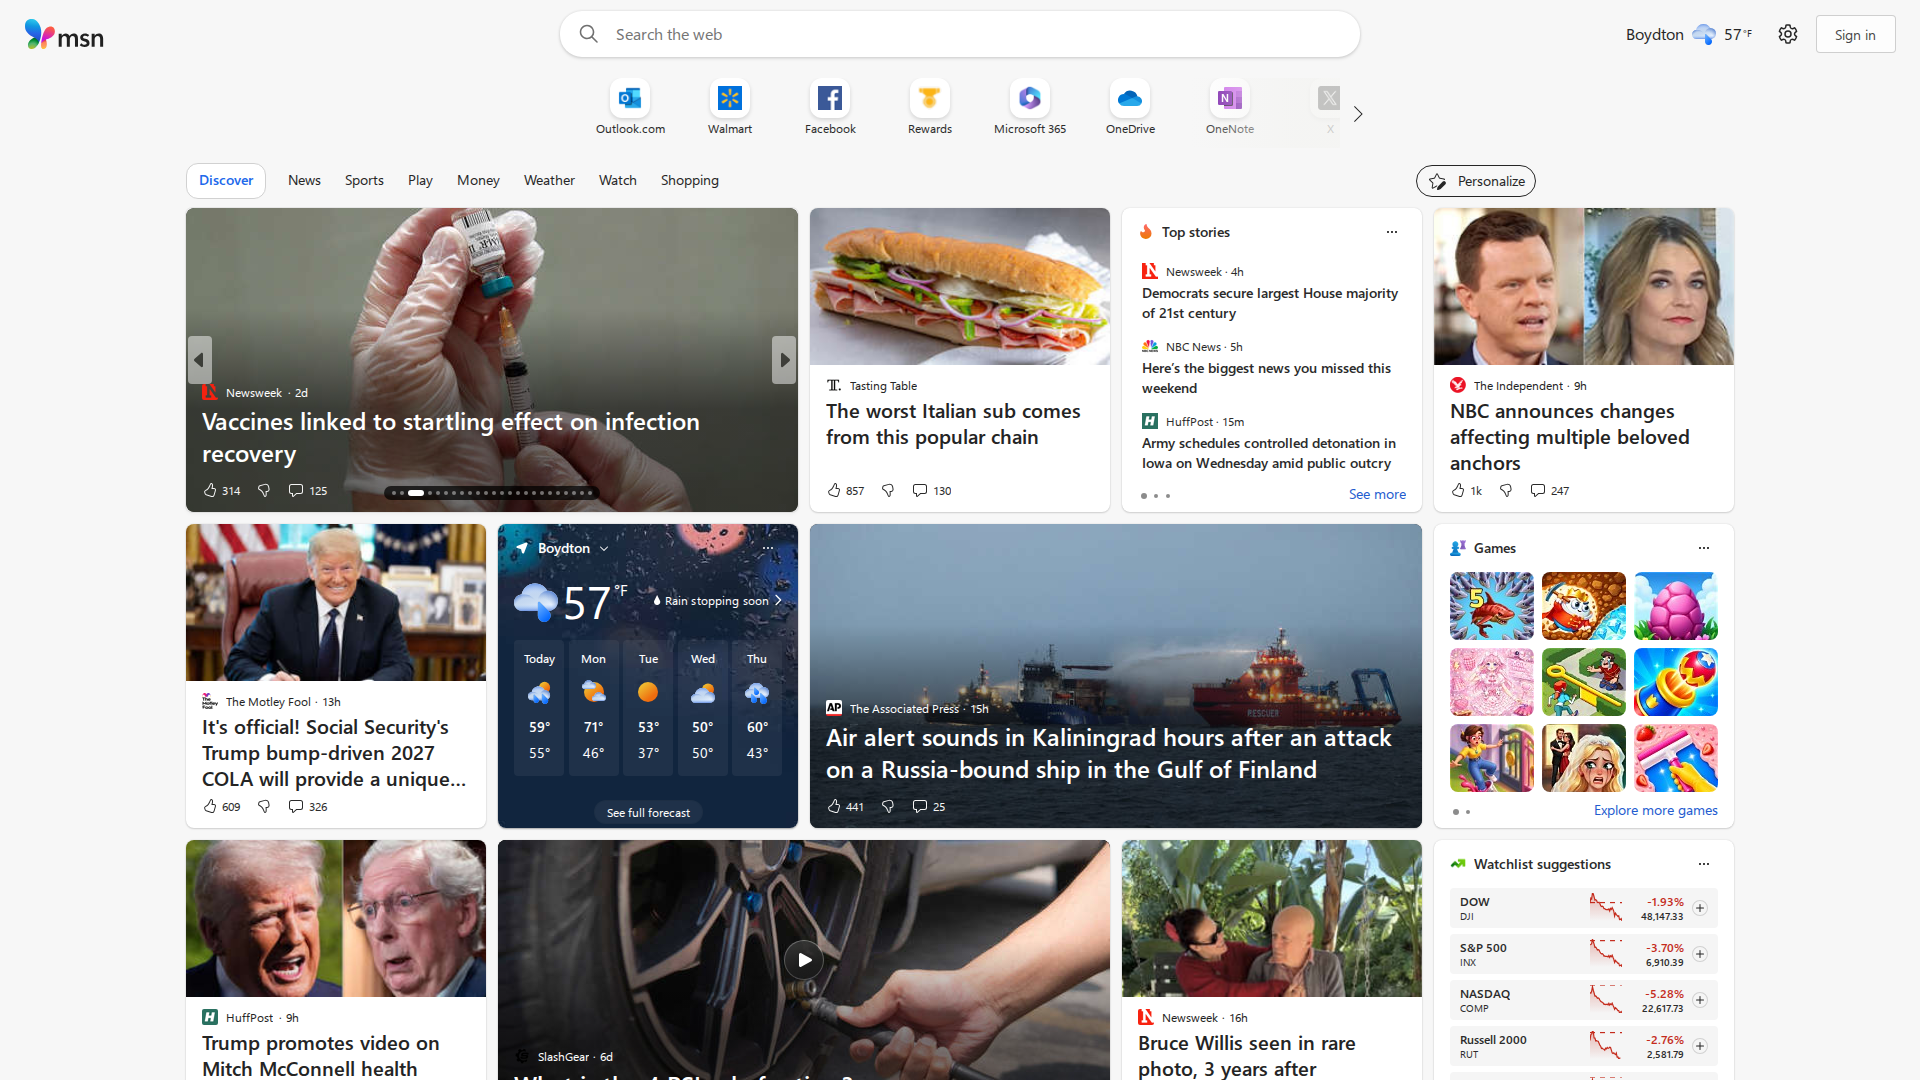 msn
Search the web
Boydton
57
°F
Sign in
Outlook.com
Walmart
Facebook
Rewards
Microsoft 365
OneDrive
OneNote
X
Discover
News
Sports
Play
Money
Weather
Watch
Shopping
Personalize
Newsweek · 2d
Vaccines linked to startling effect on infection
recovery
314
125
Tasting Table
The worst Italian sub comes
from this popular chain
857
130
Top stories
Newsweek · 4h
Democrats secure largest House majority
of 21st century
NBC News · 5h
Here's the biggest news you missed this
weekend
HuffPost · 15m
Army schedules controlled detonation in
Iowa on Wednesday amid public outcry
See more
The Independent · 9h
NBC announces changes
affecting multiple beloved
anchors
1k
247
The Motley Fool · 13h
It's official! Social Security's
Trump bump-driven 2027
COLA will provide a unique...
609
326
Boydton
57
°F
Rain stopping soon
Today
Mon
Tue
Wed
Thu
59°
71°
53°
50°
60°
55°
46°
37°
50°
43°
See full forecast
RESCUER
AP
The Associated Press · 15h
Air alert sounds in Kaliningrad hours after an attack
on a Russia-bound ship in the Gulf of Finland
441
25
Games
5
Explore more games
HuffPost · 9h
Trump promotes video on
Mitch McConnell health
SlashGear · 6d
Newsweek · 16h
Bruce Willis seen in rare
photo, 3 years after
Watchlist suggestions
DOW
-1.93%
DJI
48,147.33
S&P 500
-3.70%
INX
6,910.39
NASDAQ
-5.28%
COMP
22,617.73
Russell 2000
-2.76%
RUT
2,581.79